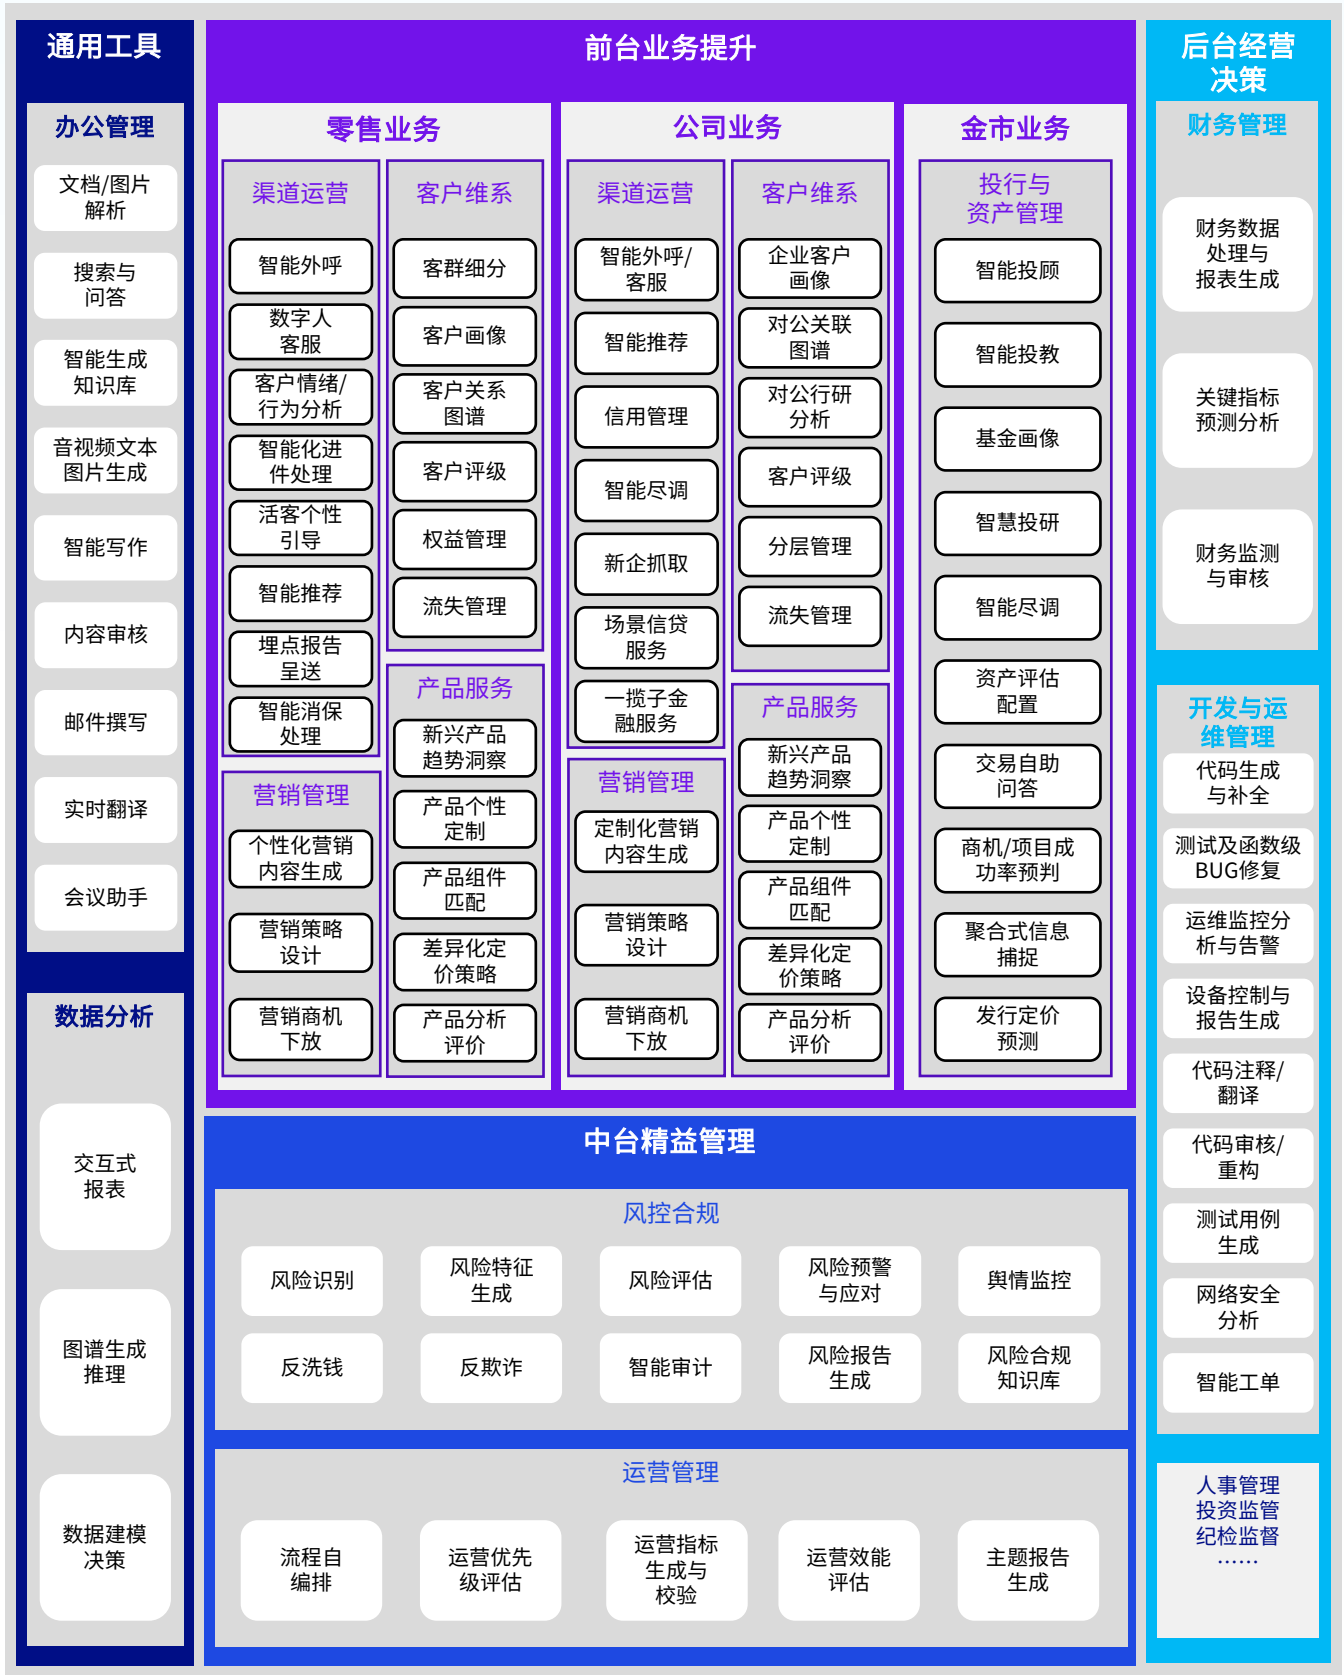 通用工具
办公管理
文档/图片
解析
搜索与
问答
智能生成
知识库
音视频文本
图片生成
智能写作
内容审核
邮件撰写
实时翻译
会议助手
数据分析
交互式
报表
图谱生成
推理
数据建模
决策
前台业务提升
零售业务
渠道运营
智能外呼
数字人
客服
客户情绪/
行为分析
智能化进
件处理
活客个性
引导
智能推荐
埋点报告
呈送
智能消保
处理
营销管理
个性化营销
内容生成
营销策略
设计
营销商机
下放
客户维系
客群细分
客户画像
客户关系
图谱
客户评级
权益管理
流失管理
产品服务
新兴产品
趋势洞察
产品个性
定制
产品组件
匹配
差异化定
价策略
产品分析
评价
公司业务
渠道运营
智能外呼/
客服
智能推荐
信用管理
智能尽调
新企抓取
场景信贷
服务
一揽子金
融服务
营销管理
定制化营销
内容生成
营销策略
设计
营销商机
下放
客户维系
企业客户
画像
对公关联
图谱
对公行研
分析
客户评级
分层管理
流失管理
产品服务
新兴产品
趋势洞察
产品个性
定制
产品组件
匹配
差异化定
价策略
产品分析
评价
金市业务
投行与
资产管理
智能投顾
智能投教
基金画像
智慧投研
智能尽调
资产评估
配置
交易自助
问答
商机/项目成
功率预判
聚合式信息
捕捉
发行定价
预测
中台精益管理
风控合规
风险识别
风险特征
生成
风险评估
风险预警
与应对
舆情监控
反洗钱
反欺诈
智能审计
风险报告
生成
风险合规
知识库
运营管理
流程自
编排
运营优先
级评估
运营指标
生成与
校验
运营效能
评估
主题报告
生成
后台经营
决策
财务管理
财务数据
处理与
报表生成
关键指标
预测分析
财务监测
与审核
开发与运
维管理
代码生成
与补全
测试及函数级
BUG修复
运维监控分
析与告警
设备控制与
报告生成
代码注释/
翻译
代码审核/
重构
测试用例
生成
网络安全
分析
智能工单
人事管理
投资监管
纪检监督
……